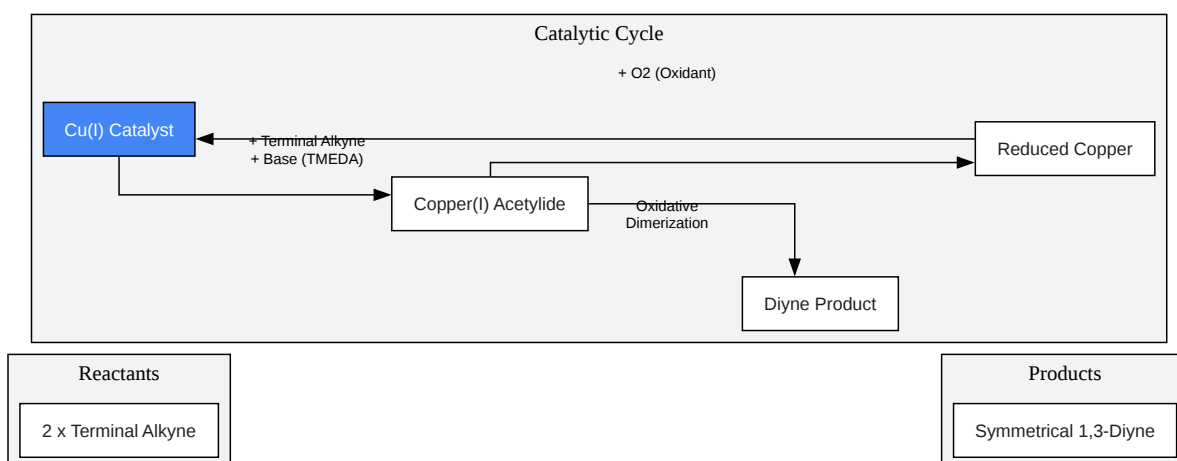 Catalytic Cycle
+ O2 (Oxidant)
Cu(I) Catalyst
+ Terminal Alkyne
+ Base (TMEDA)
Reduced Copper
Copper(I) Acetylide
Oxidative
Dimerization
Diyne Product
Reactants
2 x Terminal Alkyne
Products
Symmetrical 1,3-Diyne